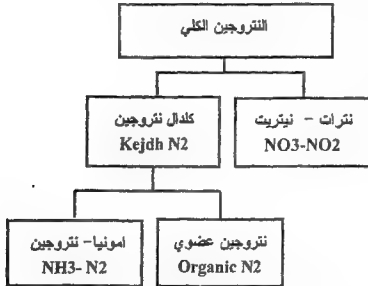 النتروجين الكلي
نترات - نيتريت
NO3-NO2
كلدال نتروجين
Kejdh N2
نتروجين عضوي
Organic N2
امونيا- نتروجين
NH3- N2